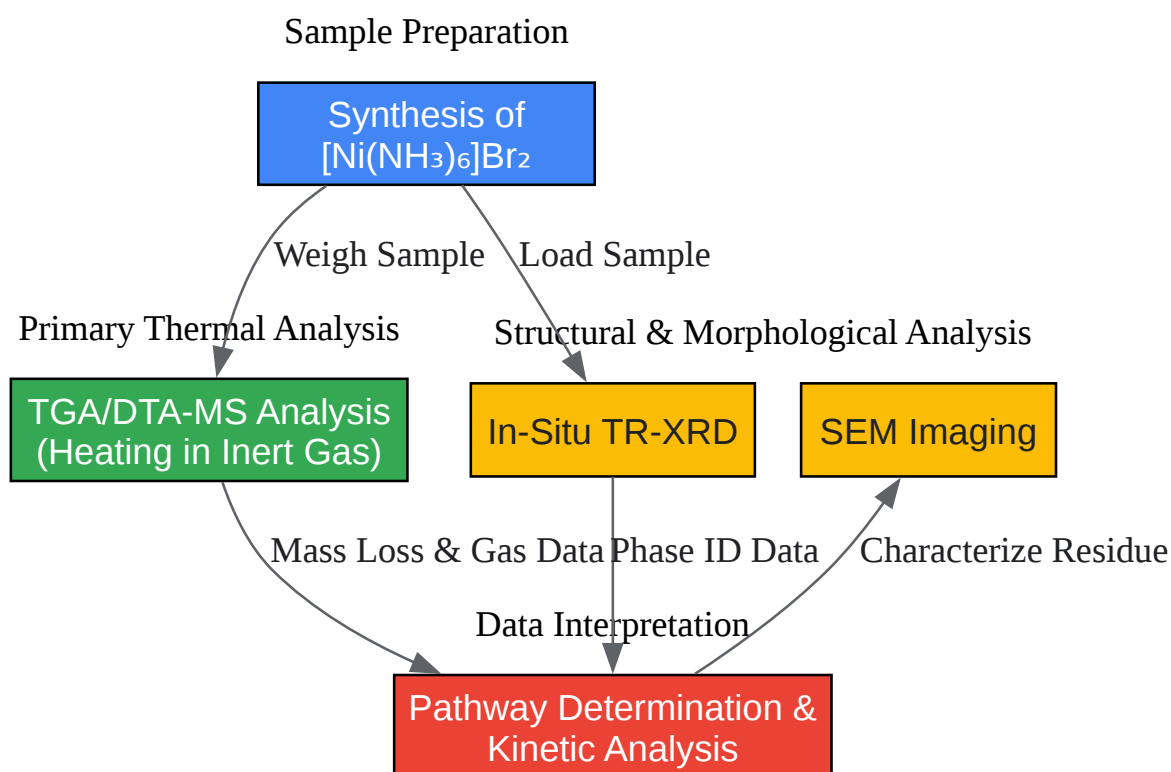 Sample Preparation
Synthesis of
[Ni(NH₃)₆]Br₂
Weigh Sample
Load Sample
Primary Thermal Analysis
Structural & Morphological Analysis
TGA/DTA-MS Analysis
(Heating in Inert Gas)
In-Situ TR-XRD
SEM Imaging
Mass Loss & Gas Data
Phase ID Data
Characterize Residue
Data Interpretation
Pathway Determination &
Kinetic Analysis